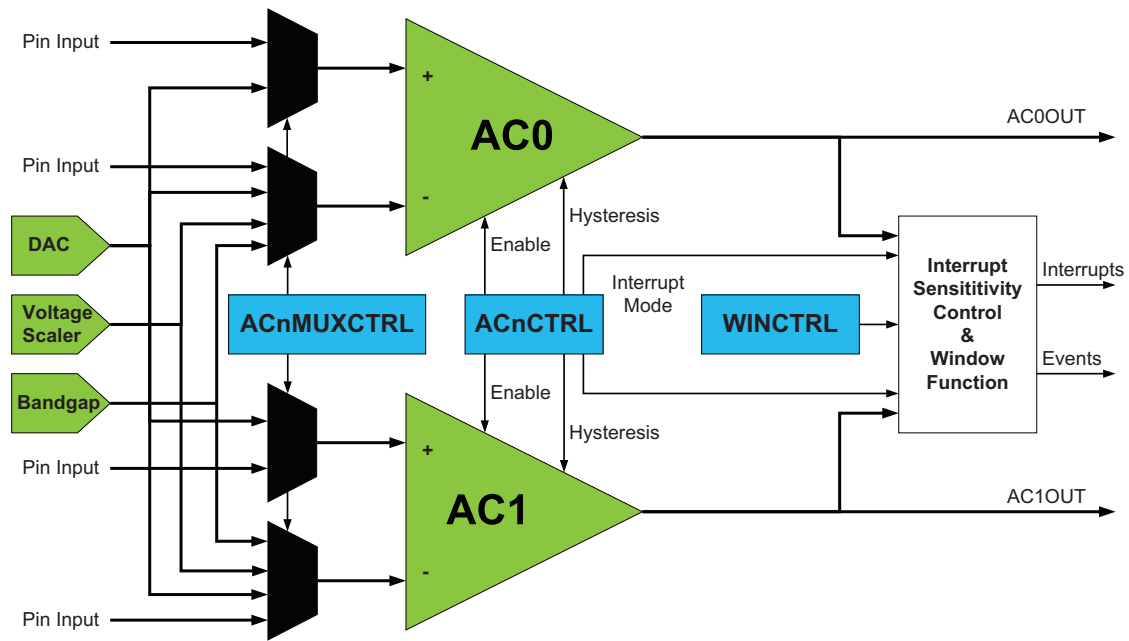 Pin Input
+
AC0
-
AC0OUT
Pin Input
DAC
Hysteresis
Enable
Voltage
Scaler
ACnMUXCTRL
ACnCTRL
Interrupt
Mode
WINCTRL
Interrupt
Sensititivity
Control
&
Window
Function
Interrupts
Events
Bandgap
Enable
Hysteresis
Pin Input
+
AC1
-
AC1OUT
Pin Input